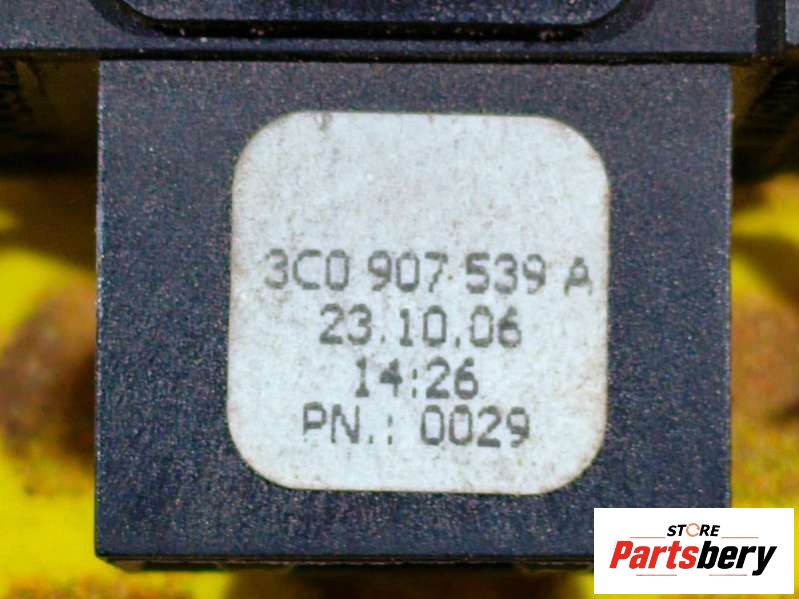 3C0 907 539 A
23.10.06
14:26
PN.: 0029
STORE
Partsbery